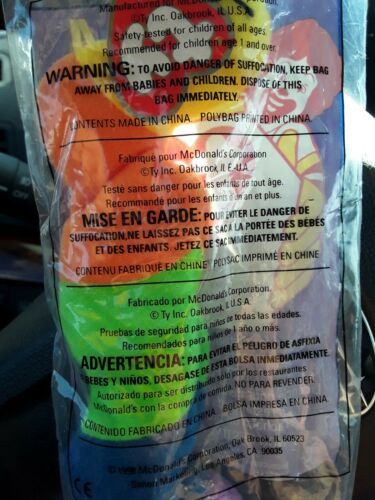 Manufactured for McDonald's Corporation
©Ty Inc. Oakbrook, IL U.S.A.
Safety-tested for children of all ages.
Recommended for children age 1 and over.
WARNING: TO AVOID DANGER OF SUFFOCATION, KEEP BAG
AWAY FROM BABIES AND CHILDREN. DISPOSE OF THIS
BAG IMMEDIATELY.
CONTENTS MADE IN CHINA. POLYBAG PRINTED IN CHINA.
Fabriqué pour McDonald's Corporation
©Ty Inc. Oakbrook, IL É.-U.A.
Testé sans danger pour les enfants de tout âge.
Recommandé pour les enfants d'un an et plus.
MISE EN GARDE: POUR ÉVITER LE DANGER DE
SUFFOCATION, NE LAISSEZ PAS CE SAC A LA PORTÉE DES BÉBÉS
ET DES ENFANTS. JETEZ CE SAC IMMÉDIATEMENT.
CONTENU FABRIQUÉ EN CHINE POLYSAC IMPRIMÉ EN CHINE
Fabricado por McDonald's Corporation.
© Ty Inc. Oakbrook, IL U.S.A.
Pruebas de seguridad para niños de todas las edades.
Recomendados para niños de 1 año o más.
ADVERTENCIA: PARA EVITAR EL PELIGRO DE ASFIXIA
BEBÉS Y NIÑOS, DESAGASE DE ESTA BOLSA INMEDIATAMENTE.
Autorizado para ser distribuido sólo por los restaurantes
McDonald's con la compra de comida. NO PARA REVENDER.
CONTENIDO FABRICADO EN CHINA. BOLSA IMPRESA EN CHINA.
© 1998 McDonald's Corporation, Oak Brook, IL 60523
Simon Marketing, Los Angeles, CA 90035
CE